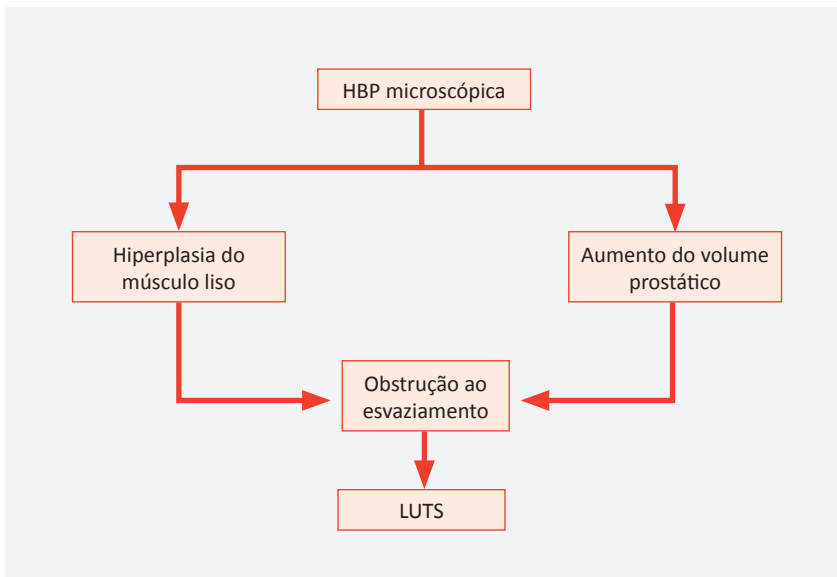 HBP microscópica
Hiperplasia do
músculo liso
Aumento do volume
prostático
Obstrução ao
esvaziamento
LUTS